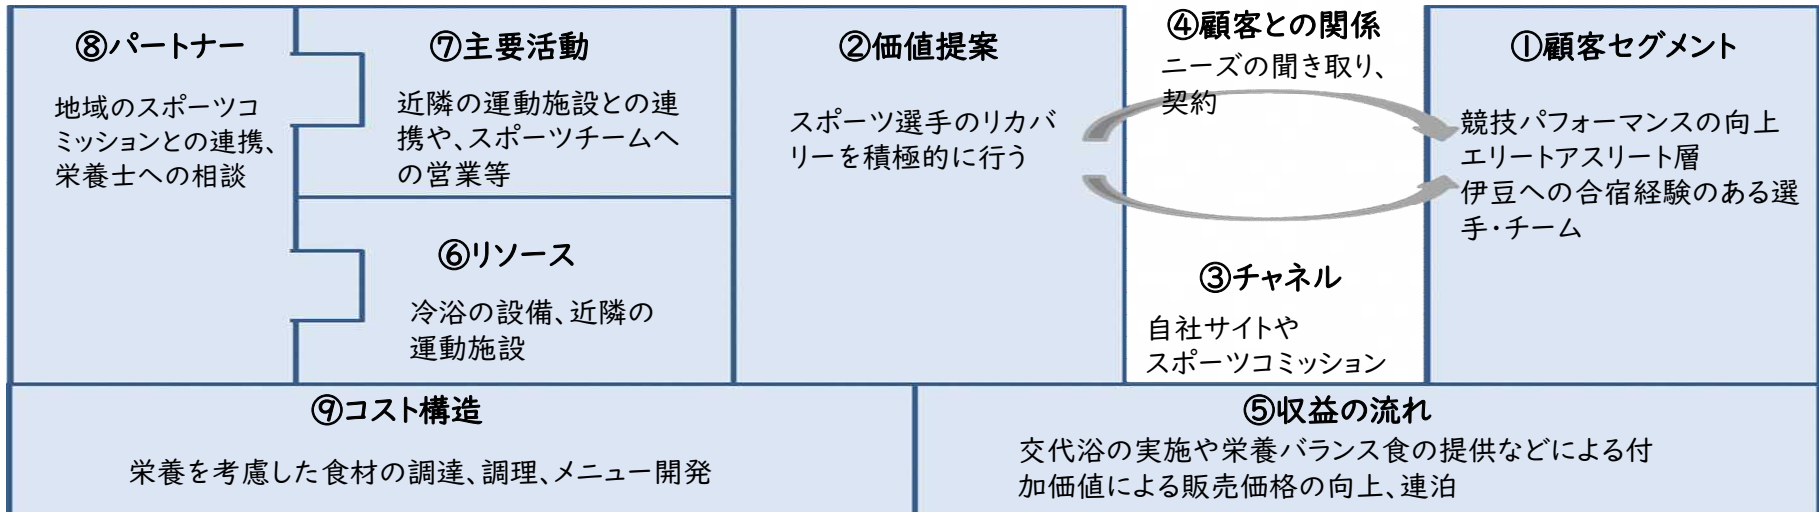 ⑧パートナー
地域のスポーツコ
ミッションとの連携、
栄養士への相談
⑦主要活動
近隣の運動施設との連
携や、スポーツチームへ
の営業等
⑥リソース
冷浴の設備、近隣の
運動施設
②価値提案
スポーツ選手のリカバ
リーを積極的に行う
④顧客との関係
ニーズの聞き取り、
契約
③チャネル
自社サイトや
スポーツコミッション
①顧客セグメント
競技パフォーマンスの向上
エリートアスリート層
伊豆への合宿経験のある選
手・チーム
⑨コスト構造
栄養を考慮した食材の調達、調理、メニュー開発
⑤収益の流れ
交代浴の実施や栄養バランス食の提供などによる付
加価値による販売価格の向上、連泊